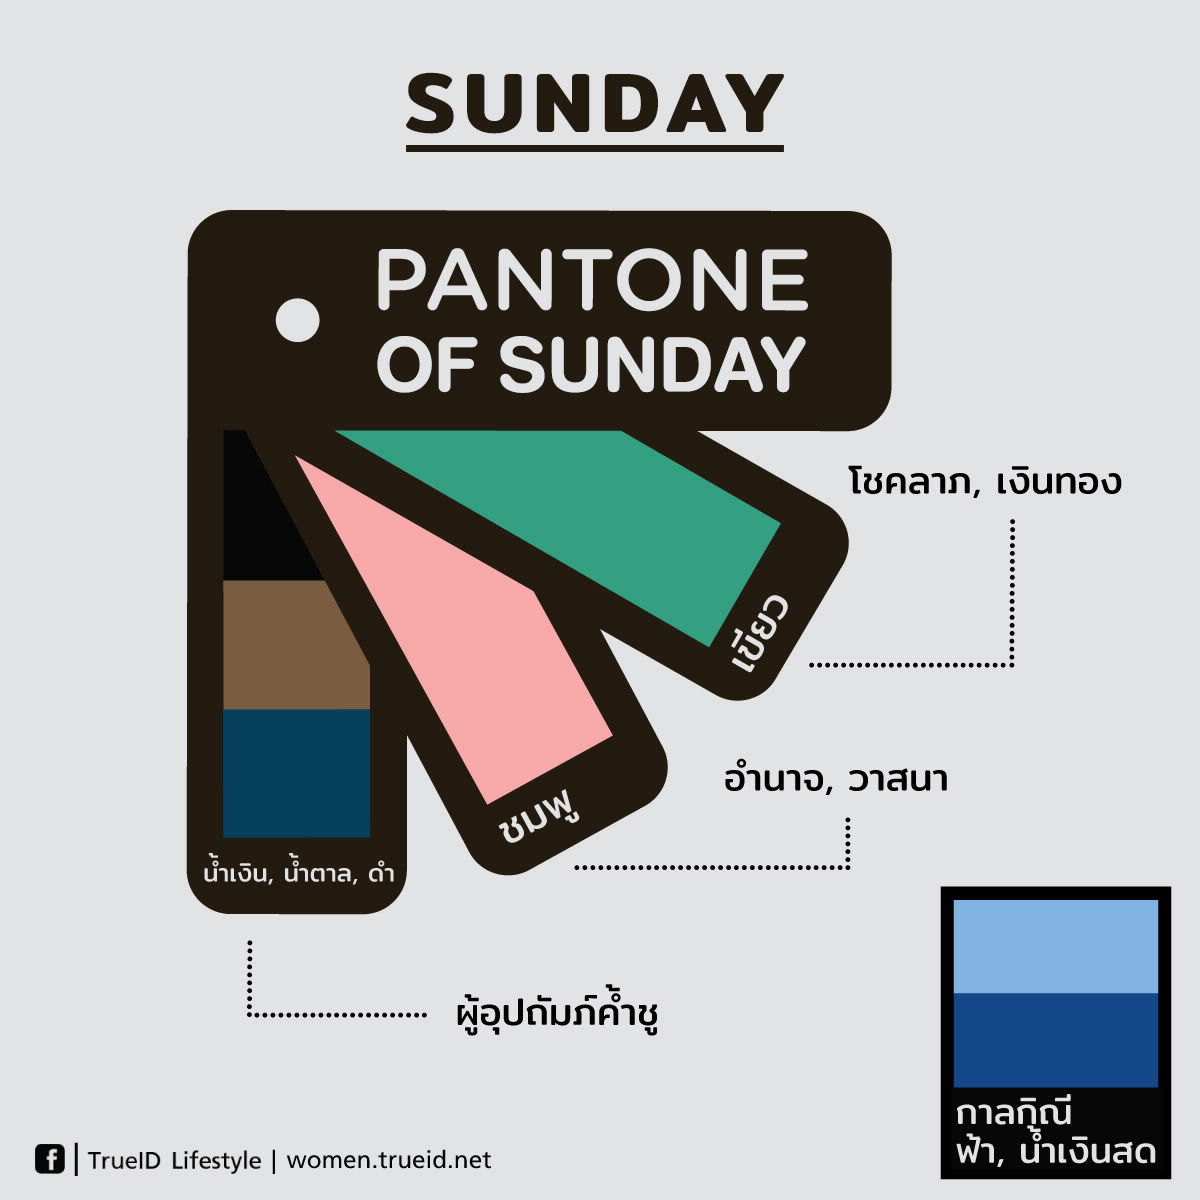 SUNDAY
PANTONE
OF SUNDAY
โชคลาภ, เงินทอง
เขียว
อำนาจ, วาสนา
ชมพู
น้ำเงิน, น้ำตาล, ดำ
ผู้อุปถัมภ์ค้ำชู
กาลกิณี
ฟ้า, น้ำเงินสด
f | TrueID Lifestyle | women.trueid.net